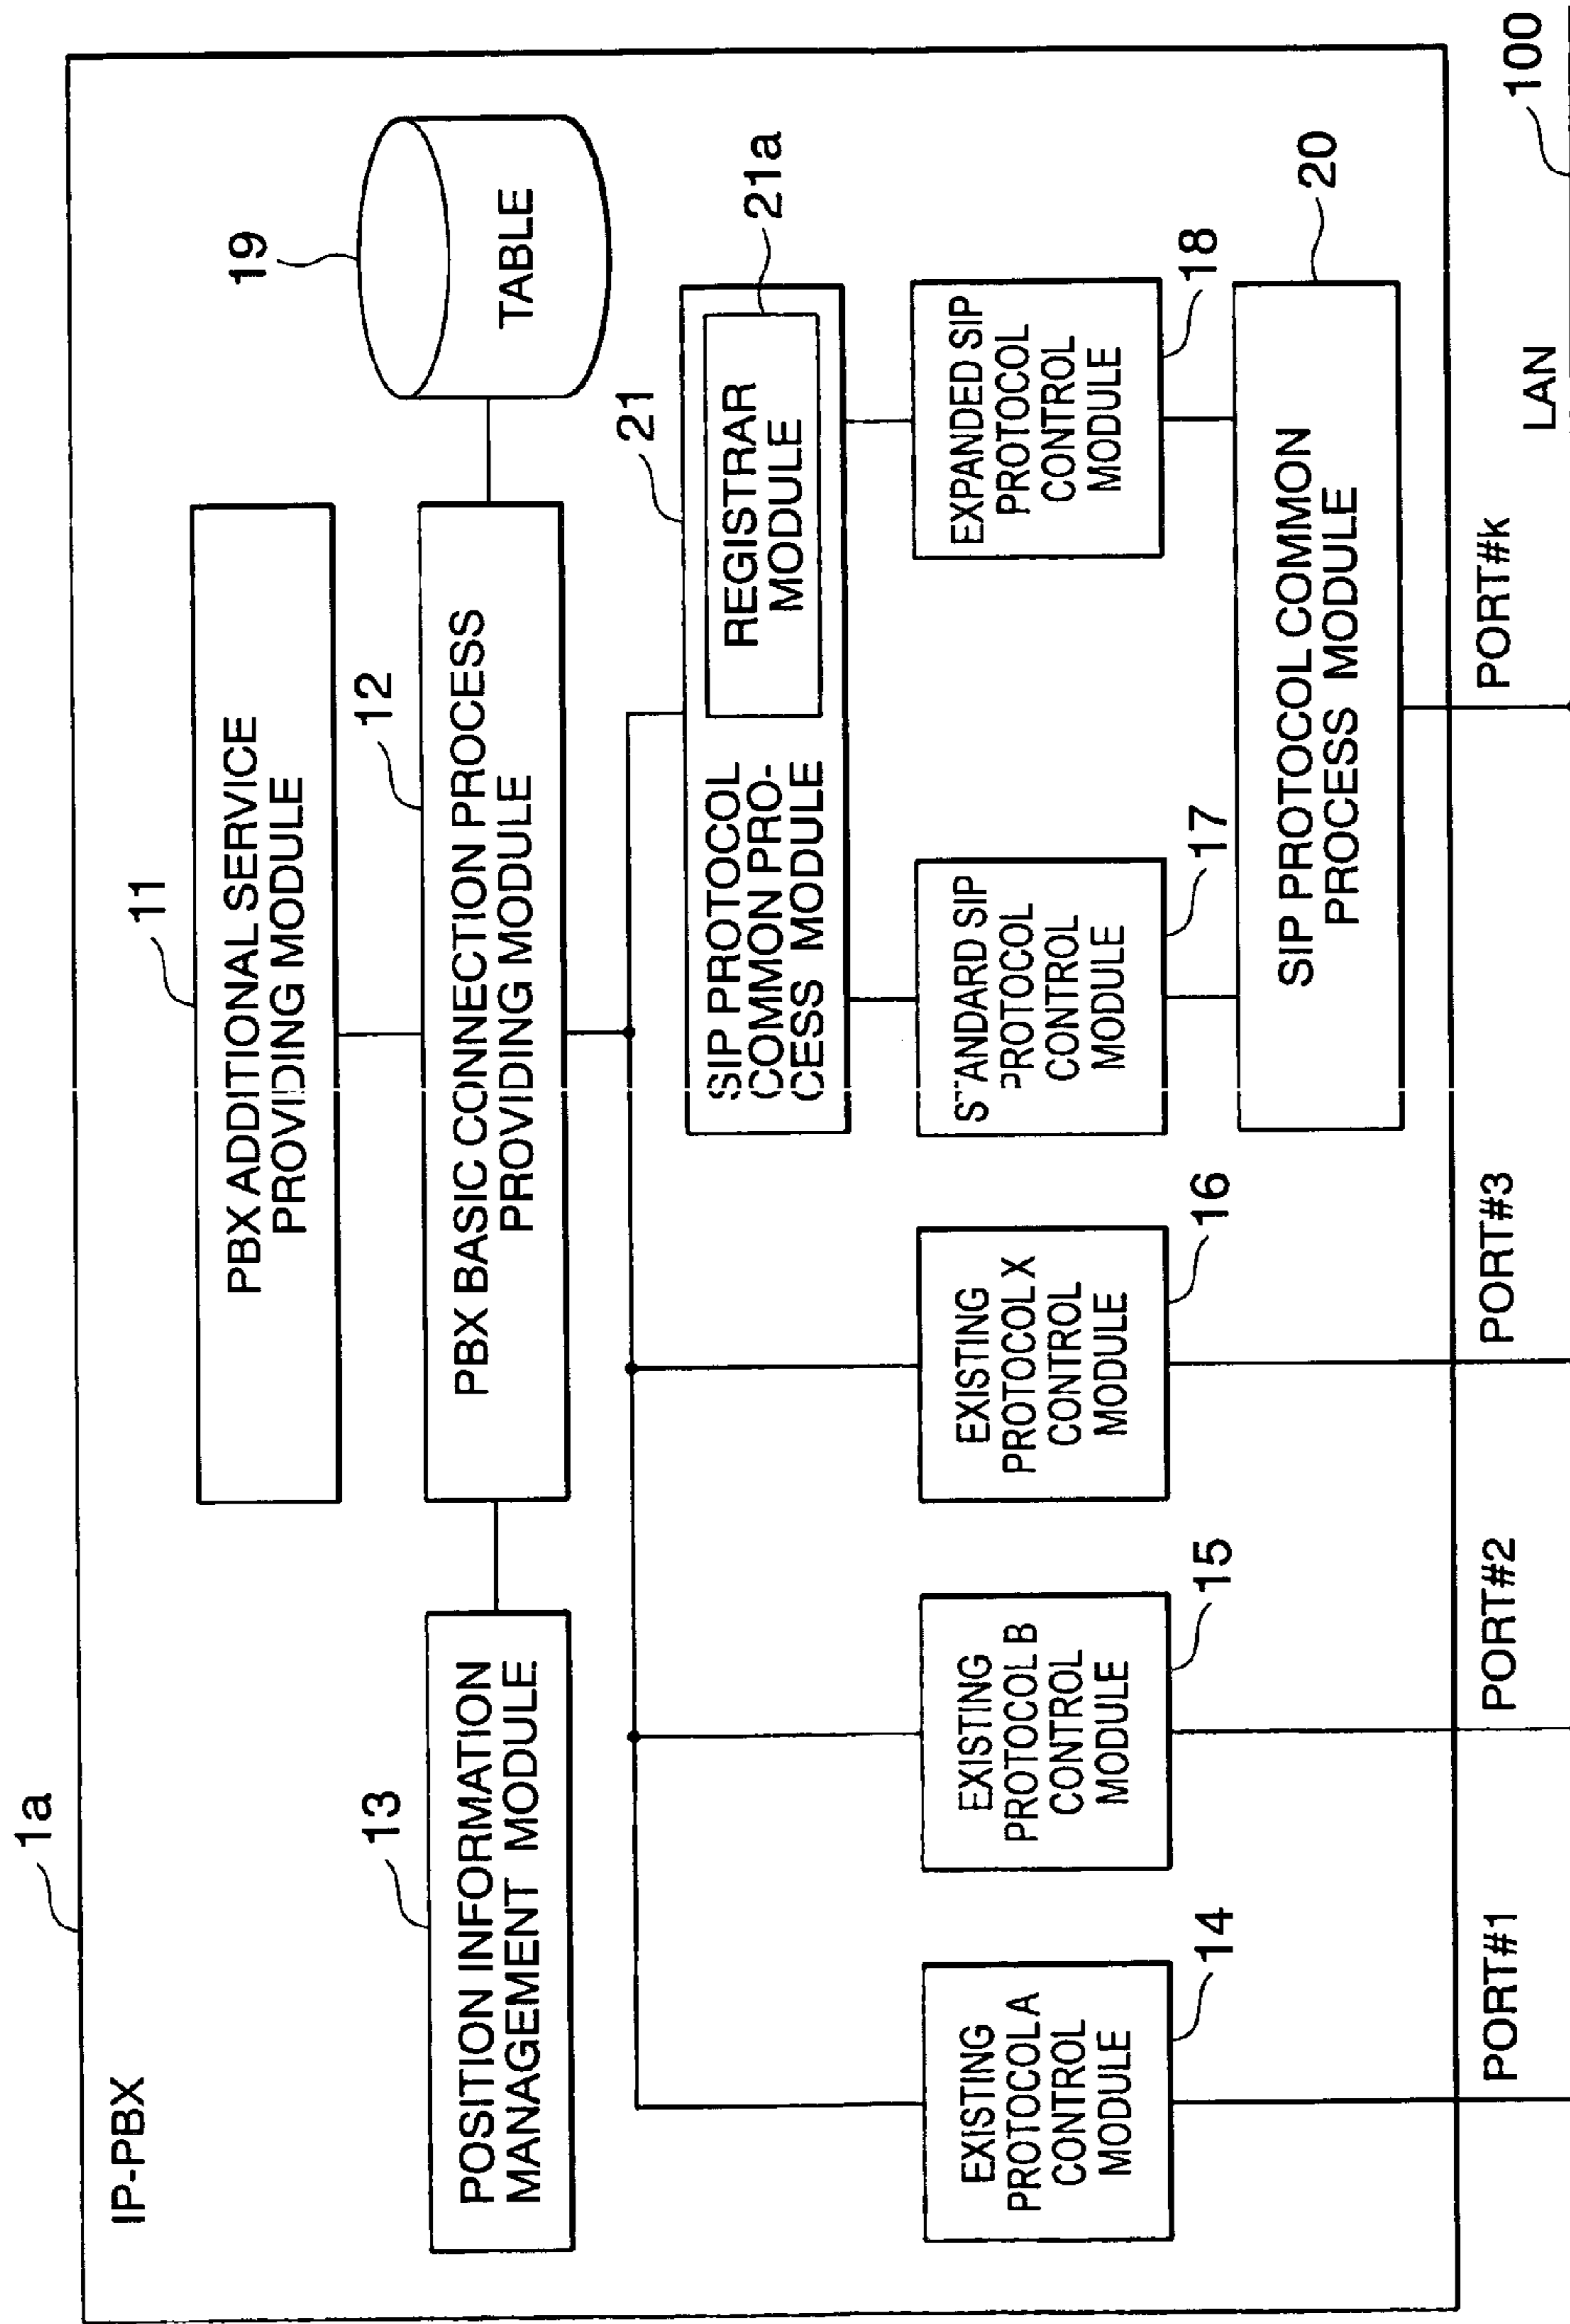 1a
IP-PBX
11
PBX ADDITIONAL SERVICE
PROVIDING MODULE
12
PBX BASIC CONNECTION PROCESS
PROVIDING MODULE
13
POSITION INFORMATION
MANAGEMENT MODULE
19
TABLE
21
SIP PROTOCOL
COMMON PRO-
CESS MODULE
21a
REGISTRAR
MODULE
EXISTING
PROTOCOL A
CONTROL
MODULE
14
EXISTING
PROTOCOL B
CONTROL
MODULE
15
EXISTING
PROTOCOL X
CONTROL
MODULE
16
STANDARD SIP
PROTOCOL
CONTROL
MODULE
17
EXPANDED SIP
PROTOCOL
CONTROL
MODULE
18
SIP PROTOCOL COMMON
PROCESS MODULE
20
PORT#1
PORT#2
PORT#3
PORT#k
LAN
100